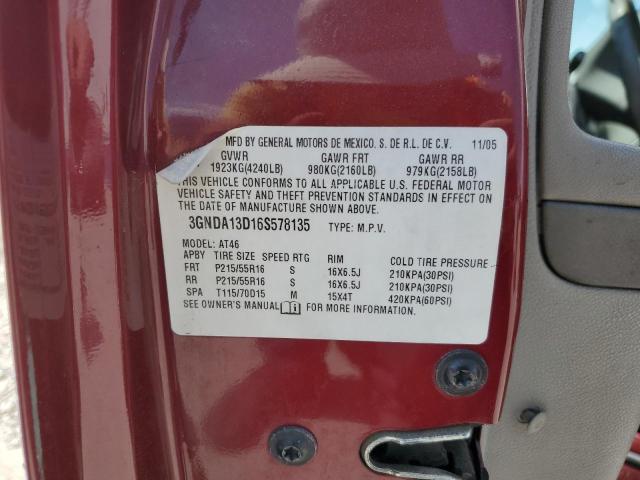 MFD BY GENERAL MOTORS DE MEXICO. S. DE R.L. DE C.V. 11/05
GVWR GAWR FRT GAWR RR
1923KG(4240LB) 980KG(2160LB) 979KG(2158LB)
THIS VEHICLE CONFORMS TO ALL APPLICABLE U.S. FEDERAL MOTOR
VEHICLE SAFETY AND THEFT PREVENTION STANDARDS IN EFFECT ON
THE DATE OF MANUFACTURE SHOWN ABOVE.
3GNDA13D16S578135 TYPE: M.P.V.
MODEL: AT46
APBY TIRE SIZE SPEED RTG RIM COLD TIRE PRESSURE
FRT P215/55R16 S 16X6.5J 210KPA(30PSI)
RR P215/55R16 S 16X6.5J 210KPA(30PSI)
SPA T115/70D15 M 15X4T 420KPA(60PSI)
SEE OWNER'S MANUAL FOR MORE INFORMATION.